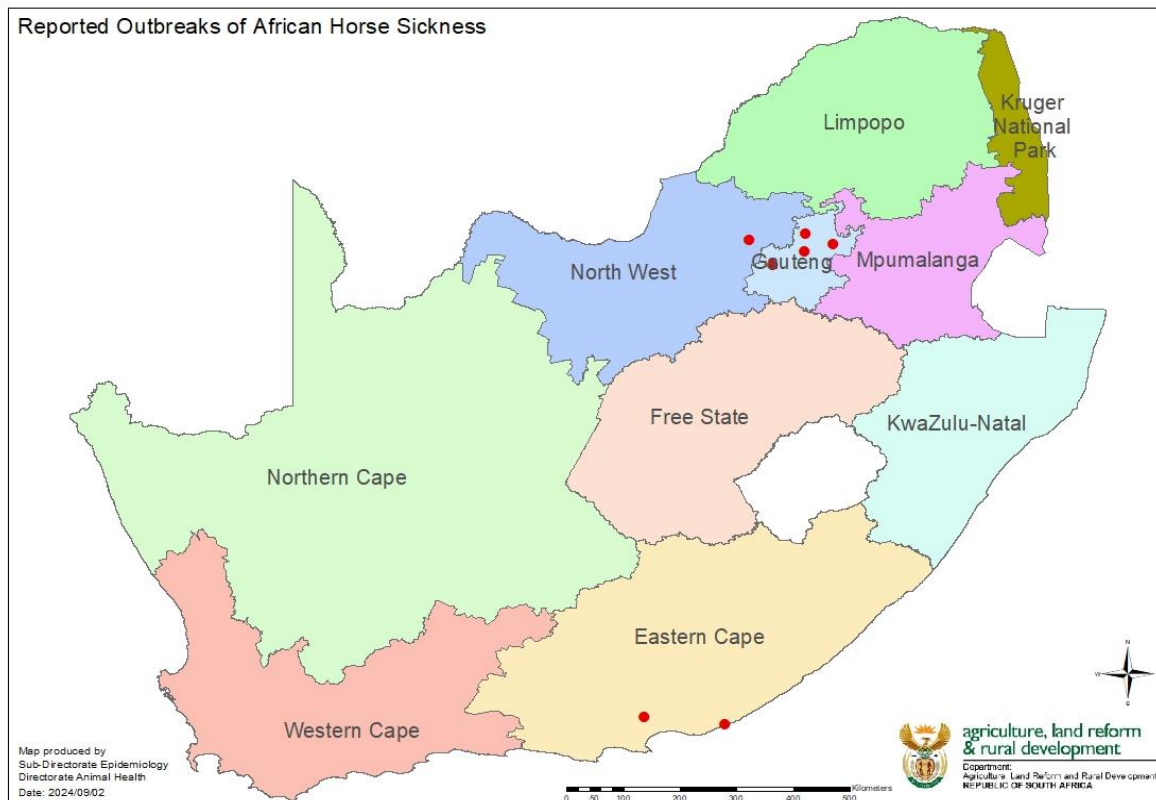 Reported Outbreaks of African Horse Sickness
Limpopo
Kruger
National
Park
North West
Gauteng
Mpumalanga
Free State
KwaZulu-Natal
Northern Cape
Eastern Cape
Western Cape
N
W
S
Map produced by
Sub-Directorate Epidemiology
Directorate Animal Health
Date: 2024/09/02
0 50 100 200 300 400 500
Kilometers
agriculture, land reform
& rural development
Department:
Agriculture, Land Reform and Rural Development
REPUBLIC OF SOUTH AFRICA